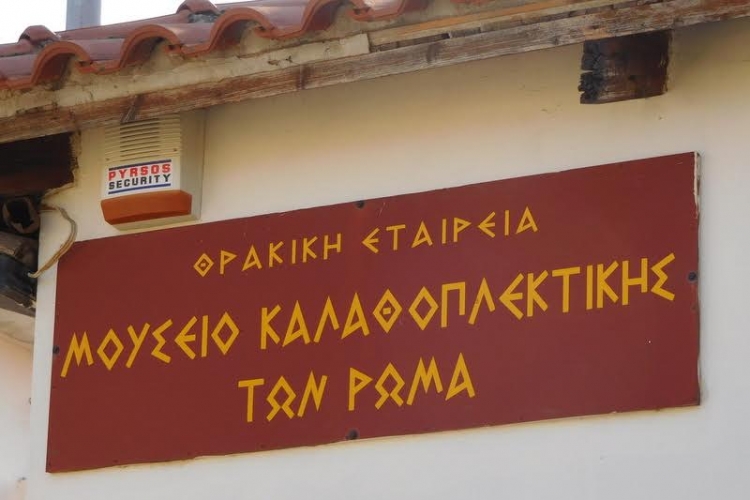 PYRSOS
SECURITY
ΘΡΑΚΙΚΗ ΕΤΑΙΡΕΙΑ
ΜΟΥΣΕΙΟ ΚΑΛΑΘΟΠΛΕΚΤΙΚΗΣ
ΤΩΝ ΡΩΜΑ